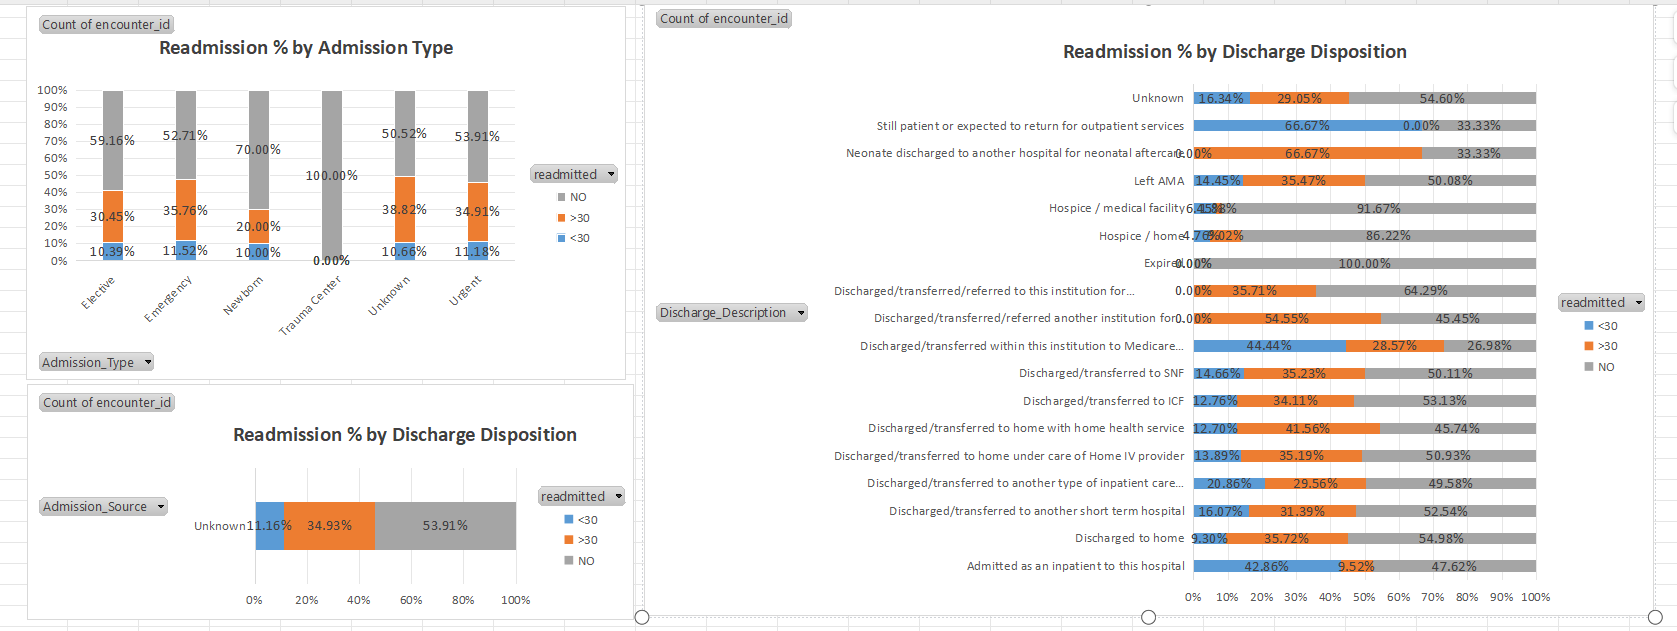 Count of encounter_id
Readmission % by Admission Type
100%
90%
80%
70%
60%
50%
40%
30%
20%
10%
0%
59.16%
52.71%
70.00%
100.00%
50.52%
53.91%
30.45%
35.76%
20.00%
38.82%
34.91%
10.39%
11.52%
10.00%
0.00%
10.66%
11.18%
Elective
Emergency
Newborn
Trauma Center
Unknown
Urgent
readmitted
NO
>30
<30
Admission_Type
Count of encounter_id
Readmission % by Discharge Disposition
Admission_Source
Unknown 11.16% 34.93% 53.91%
0% 20% 40% 60% 80% 100%
readmitted
<30
>30
NO
Count of encounter_id
Readmission % by Discharge Disposition
Discharge_Description
Unknown 16.34% 29.05% 54.60%
Still patient or expected to return for outpatient services 66.67% 0.00% 33.33%
Neonate discharged to another hospital for neonatal aftercare 0.00% 66.67% 33.33%
Left AMA 14.45% 35.47% 50.08%
Hospice / medical facility 91.67%
Hospice / home 86.22%
Expired 0.00% 100.00%
Discharged/transferred/referred to this institution for... 0.00% 35.71% 64.29%
Discharged/transferred/referred another institution for... 0.00% 54.55% 45.45%
Discharged/transferred within this institution to Medicare... 44.44% 28.57% 26.98%
Discharged/transferred to SNF 14.66% 35.23% 50.11%
Discharged/transferred to ICF 12.76% 34.11% 53.13%
Discharged/transferred to home with home health service 12.70% 41.56% 45.74%
Discharged/transferred to home under care of Home IV provider 13.89% 35.19% 50.93%
Discharged/transferred to another type of inpatient care... 20.86% 29.56% 49.58%
Discharged/transferred to another short term hospital 16.07% 31.39% 52.54%
Discharged to home 9.30% 35.72% 54.98%
Admitted as an inpatient to this hospital 42.86% 9.52% 47.62%
0% 10% 20% 30% 40% 50% 60% 70% 80% 90% 100%
readmitted
<30
>30
NO